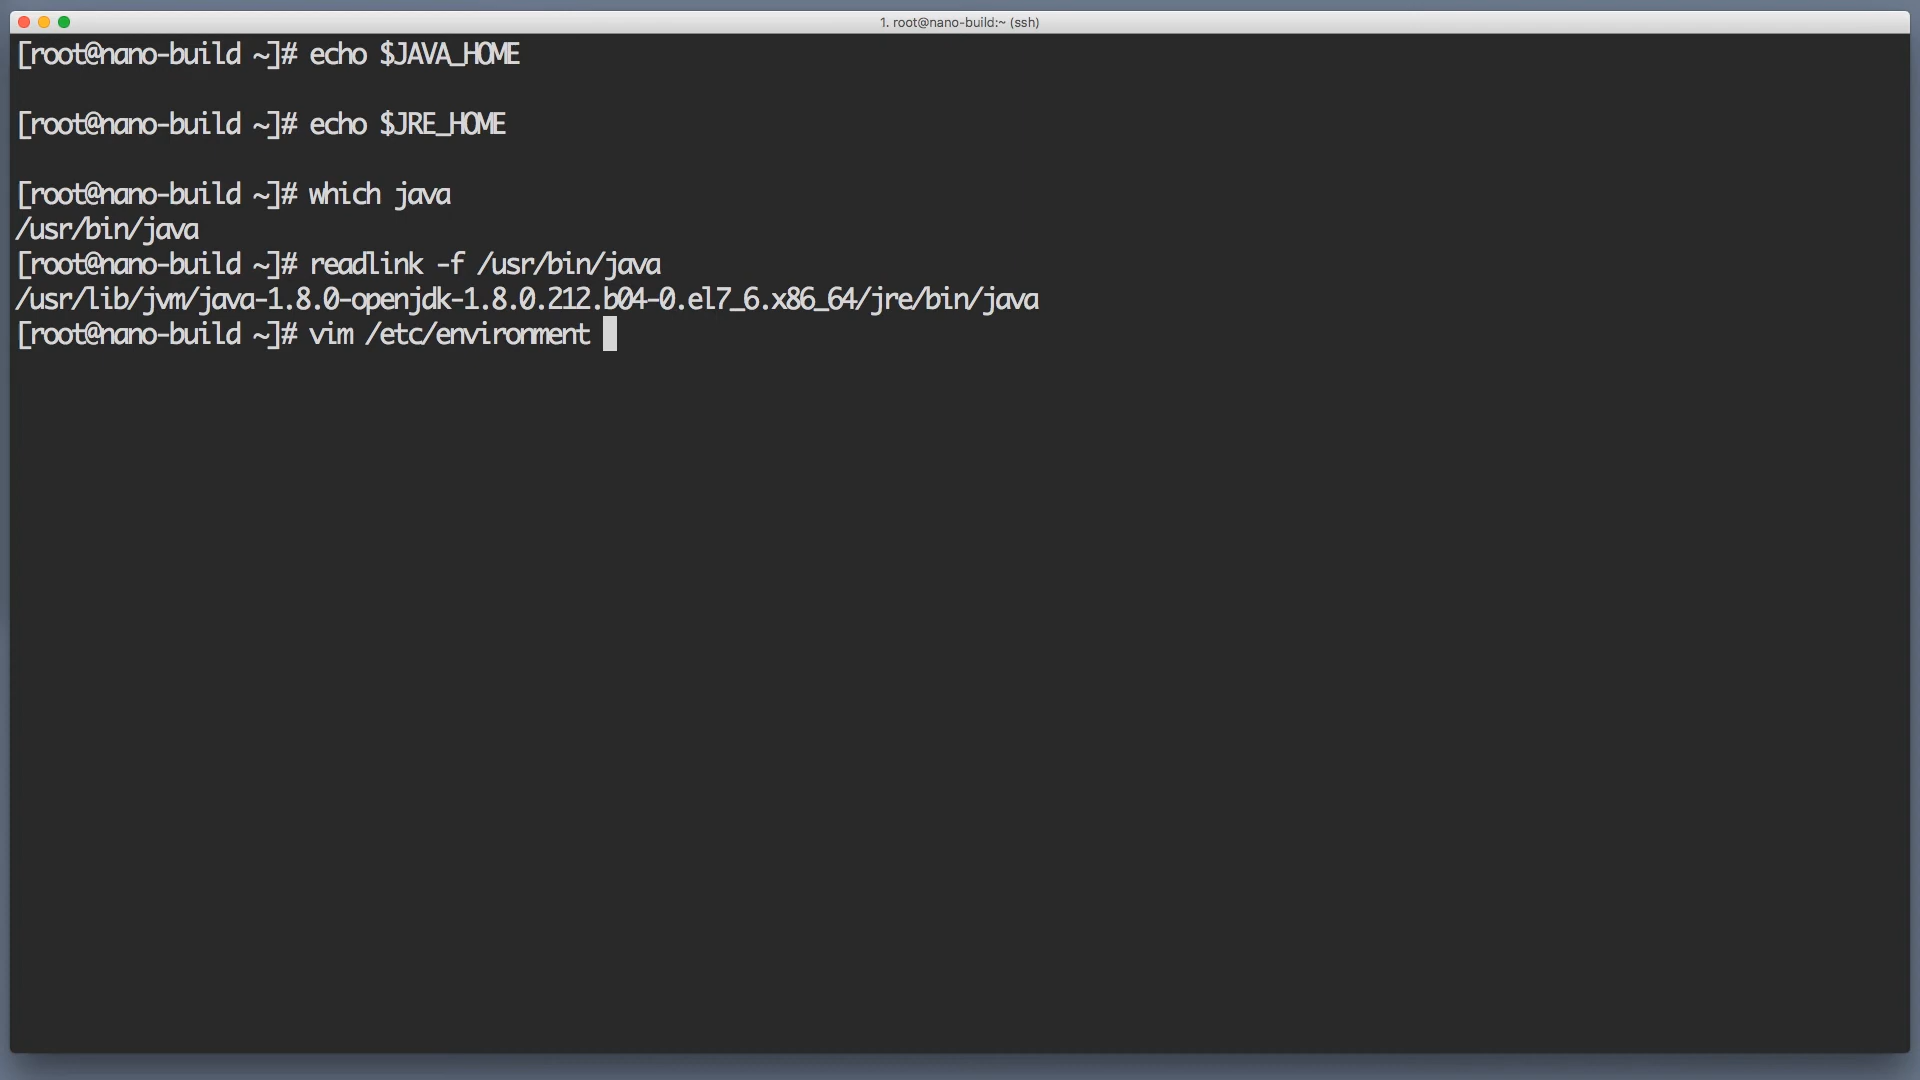 1. root@nano-build:~ (ssh)
[root@nano-build ~]# echo $JAVA_HOME
[root@nano-build ~]# echo $JRE_HOME
[root@nano-build ~]# which java
/usr/bin/java
[root@nano-build ~]# readlink -f /usr/bin/java
/usr/lib/jvm/java-1.8.0-openjdk-1.8.0.212.b04-0.el7_6.x86_64/jre/bin/java
[root@nano-build ~]# vim /etc/environment